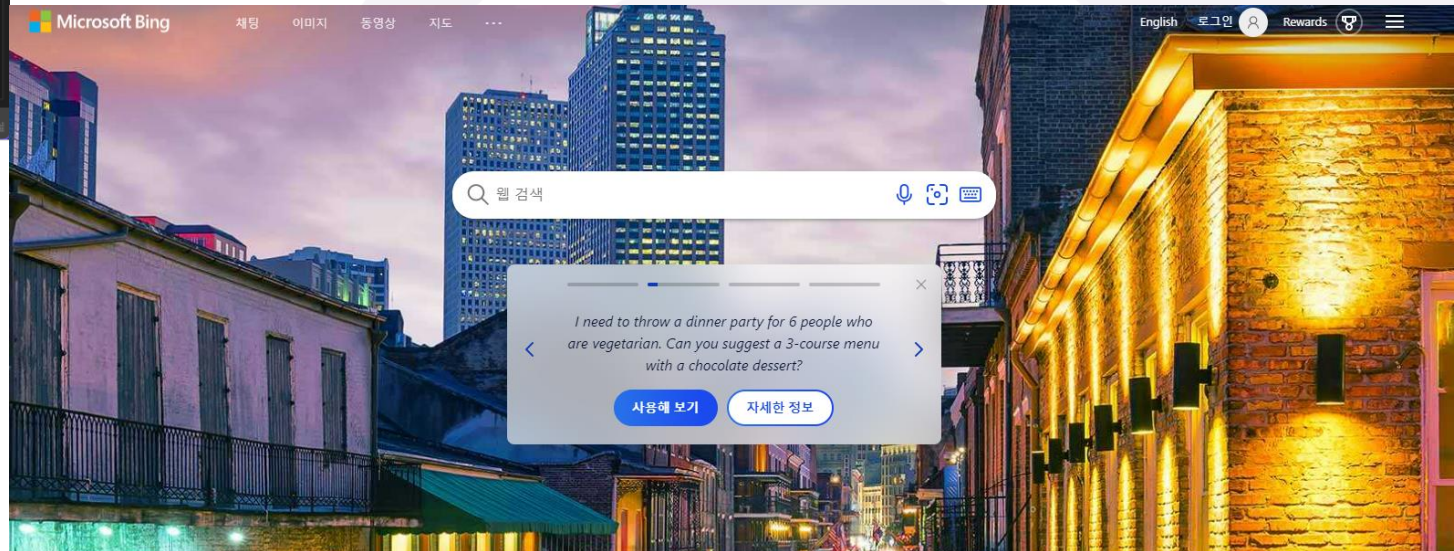 Microsoft Bing
채팅
이미지
동영상
지도
English
로그인
Rewards
웹 검색
I need to throw a dinner party for 6 people who
are vegetarian. Can you suggest a 3-course menu
with a chocolate dessert?
사용해 보기
자세한 정보